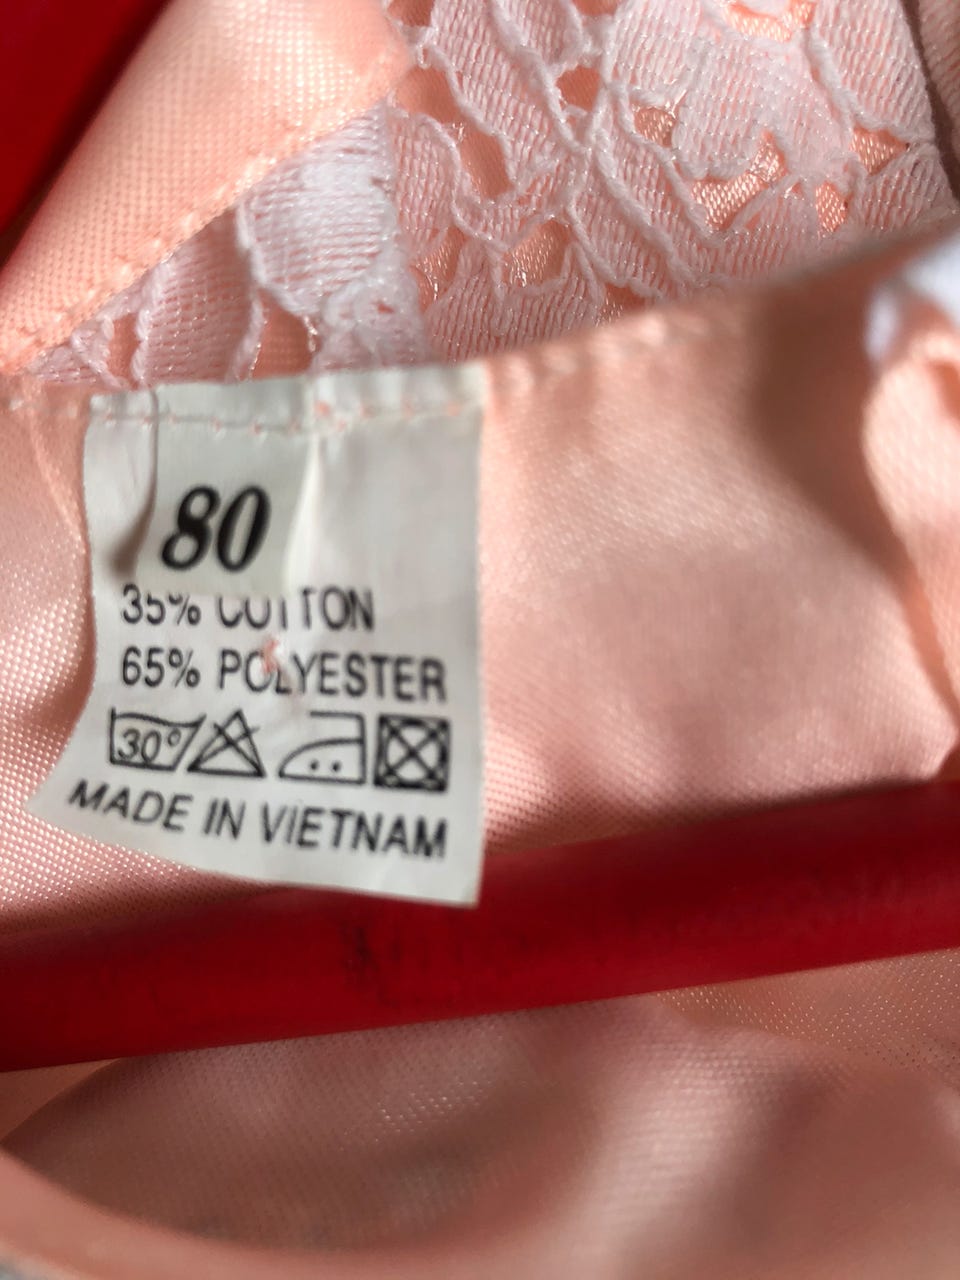 80
35% COTTON
65% POLYESTER
30°
MADE IN VIETNAM